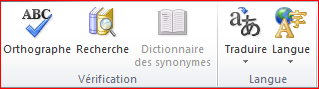 ABC
Orthographe Recherche Dictionnaire des synonymes Traduire Langue
Vérification Langue